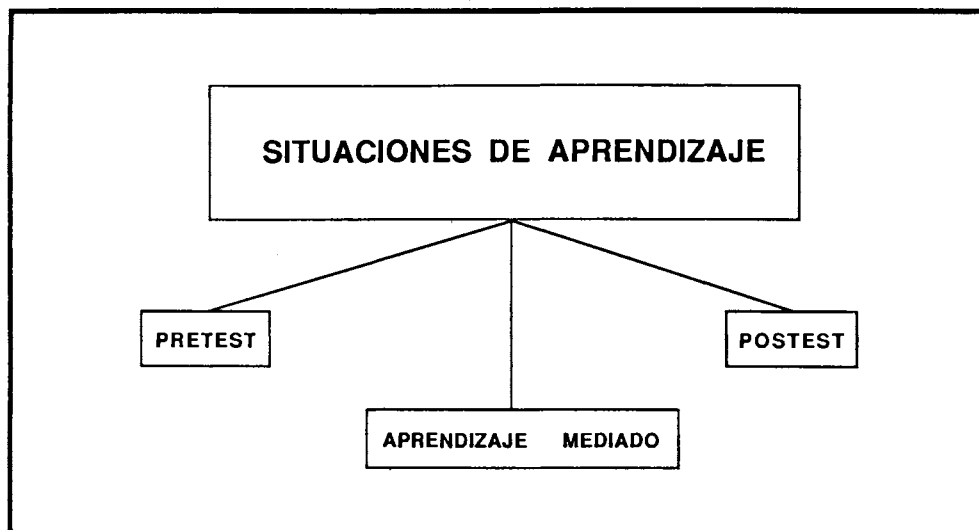 SITUACIONES DE APRENDIZAJE
PRETEST
POSTEST
APRENDIZAJE MEDIADO